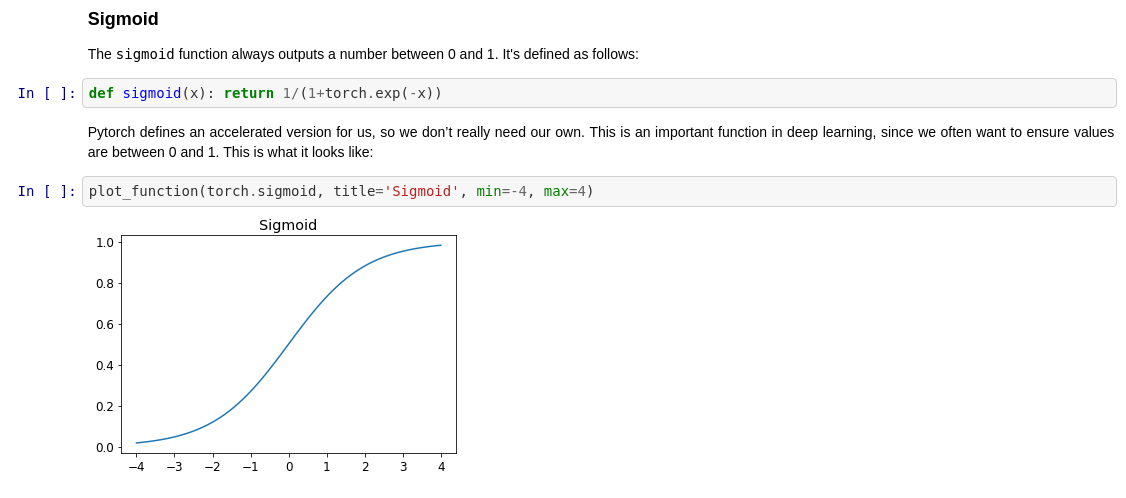 Sigmoid
The sigmoid function always outputs a number between 0 and 1. It's defined as follows:
In [ ]: def sigmoid(x): return 1/(1+torch.exp(-x))
Pytorch defines an accelerated version for us, so we don’t really need our own. This is an important function in deep learning, since we often want to ensure values
are between 0 and 1. This is what it looks like:
In [ ]: plot_function(torch.sigmoid, title='Sigmoid', min=-4, max=4)
Sigmoid
1.0
0.8
0.6
0.4
0.2
0.0
−4 −3 −2 −1 0 1 2 3 4